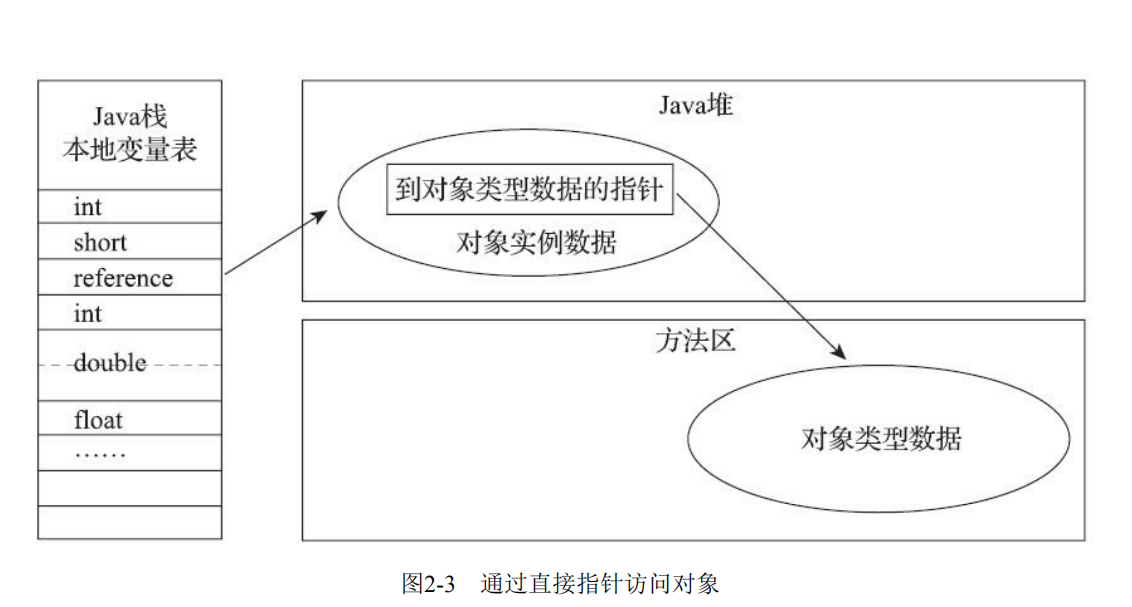 Java栈
本地变量表
int
short
reference
int
double
float
……
Java堆
到对象类型数据的指针
对象实例数据
方法区
对象类型数据
图2-3 通过直接指针访问对象